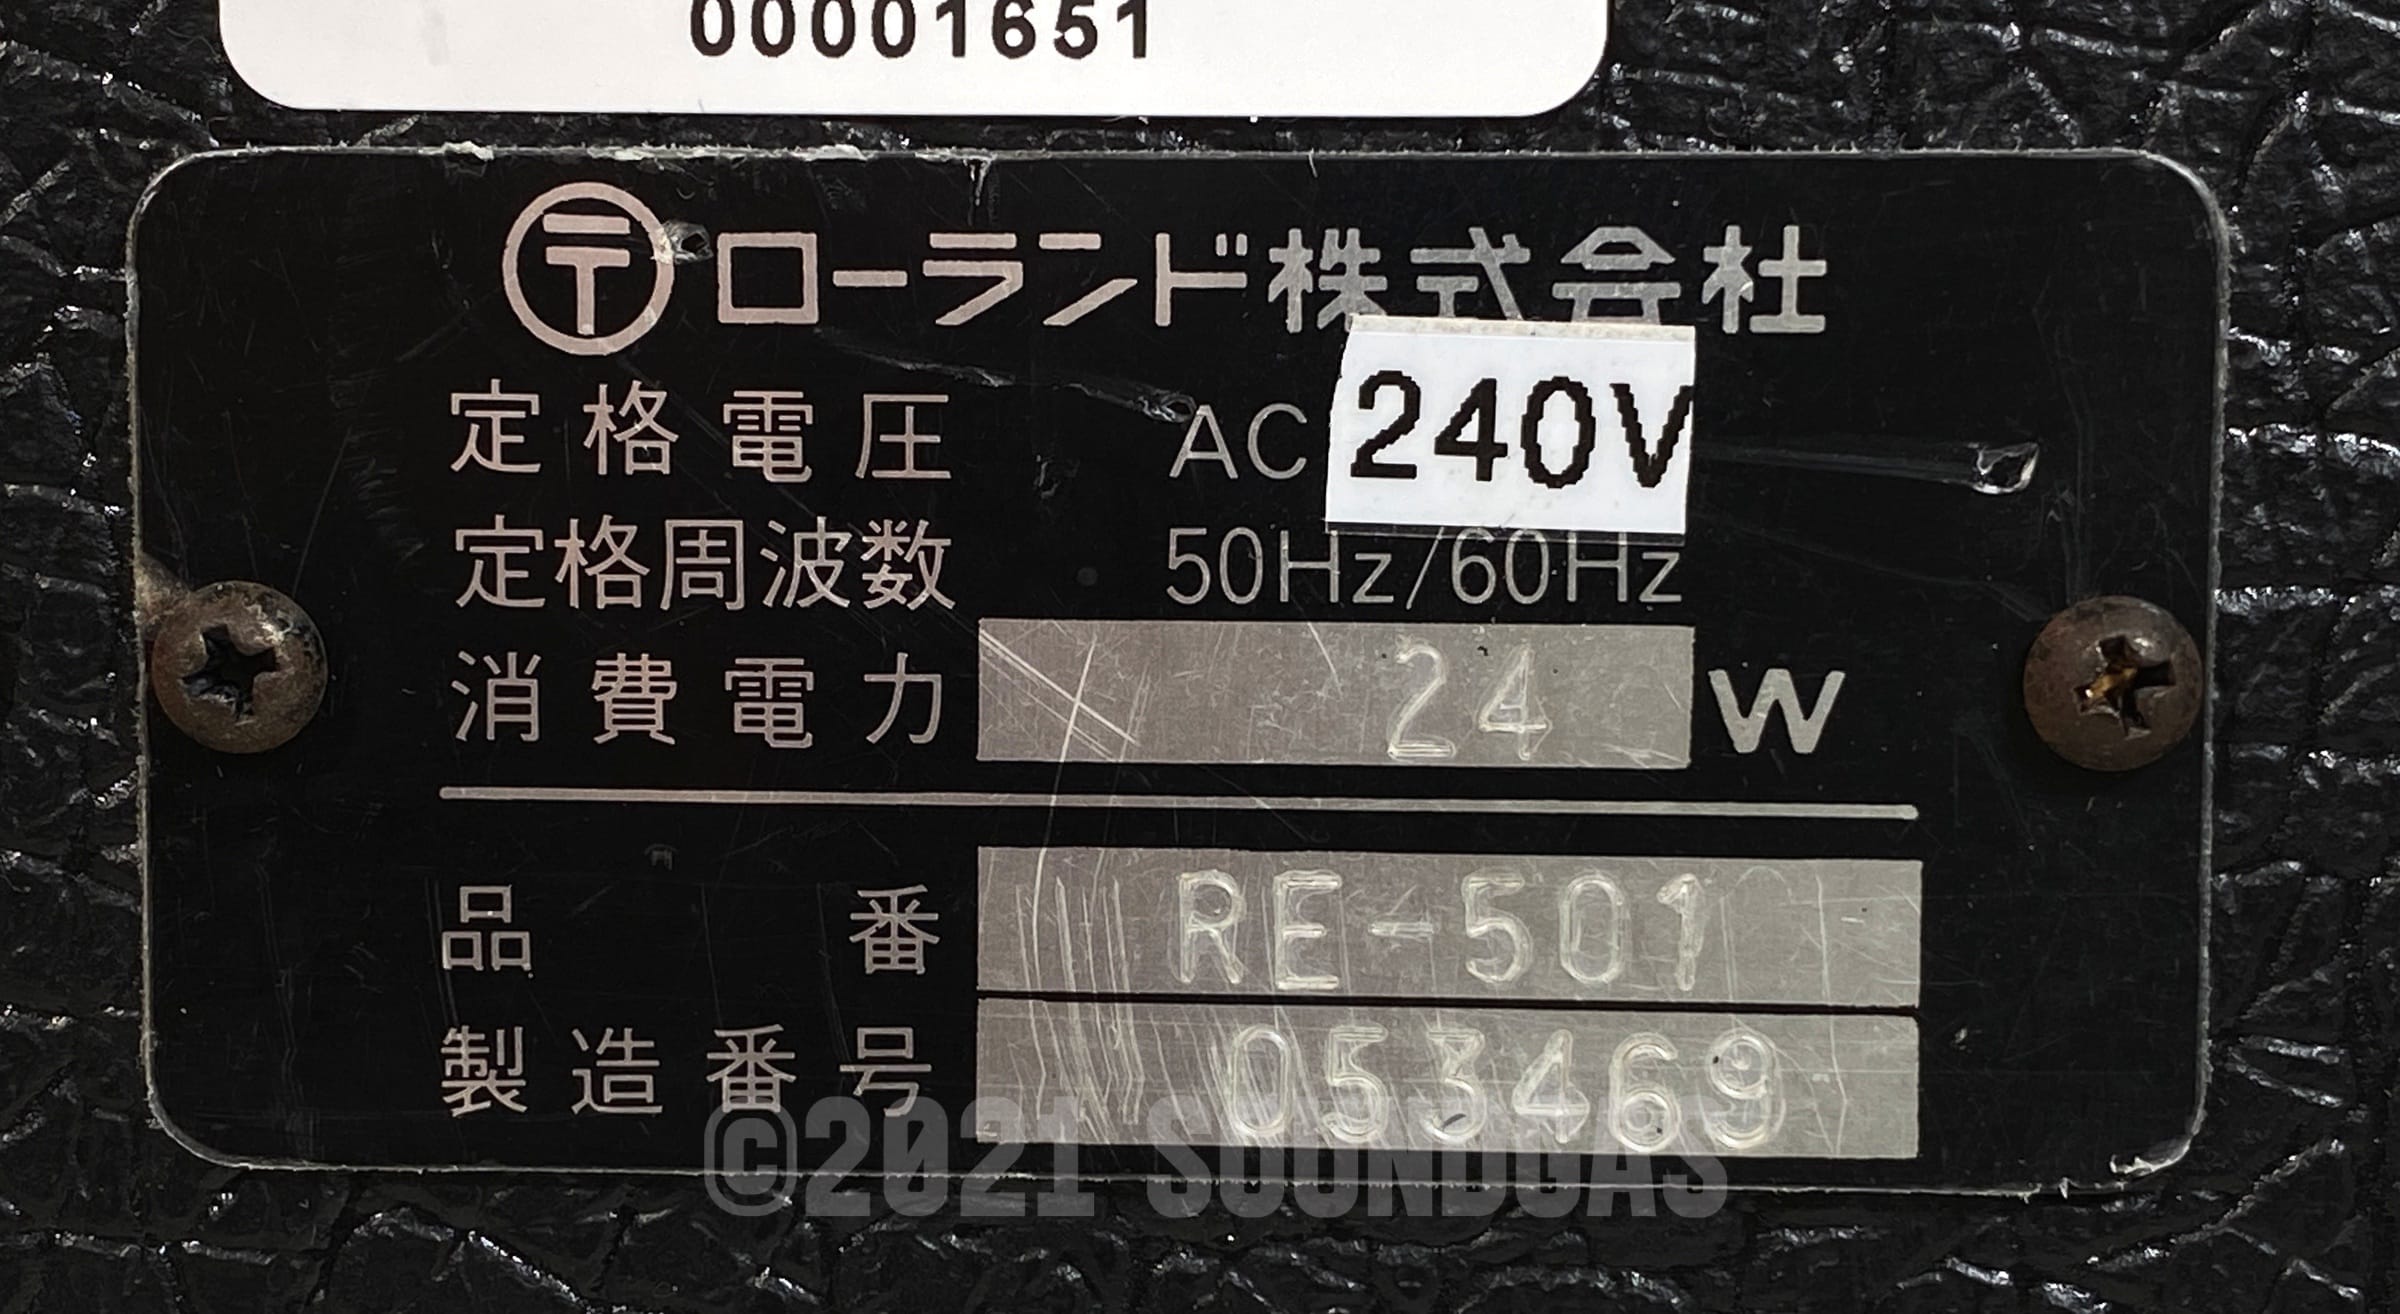 00001651
〒ローランド株式会社
定格電圧 AC 240V
定格周波数 50Hz/60Hz
消費電力 24 W
品番 RE-501
製造番号 053469
©2021 SOUNDGAS